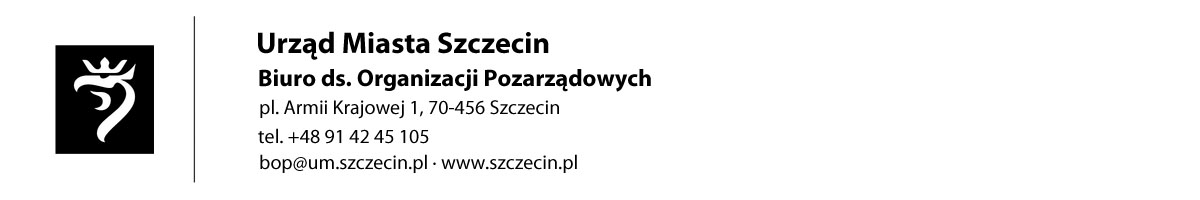 Urząd Miasta Szczecin
Biuro ds. Organizacji Pozarządowych
pl. Armii Krajowej 1, 70-456 Szczecin
tel. +48 91 42 45 105
bop@um.szczecin.pl · www.szczecin.pl